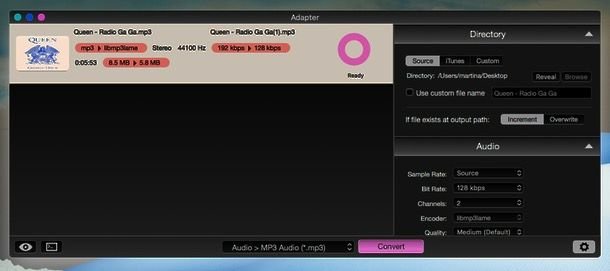 Adapter
Queen - Radio Ga Ga.mp3 Queen - Radio Ga Ga(1).mp3
QUEEN
mp3 libmp3lame Stereo 44100 Hz 192 kbps 128 kbps
0:05:53 8.5 MB 5.8 MB
Ready
Directory
Source iTunes Custom
Directory: /Users/martina/Desktop Reveal Browse
Use custom file name Queen - Radio Ga Ga
If file exists at output path: Increment Overwrite
Audio
Sample Rate: Source
Bit Rate: 128 kbps
Channels: 2
Encoder: libmp3lame
Quality: Medium (Default)
Audio > MP3 Audio (*.mp3) Convert